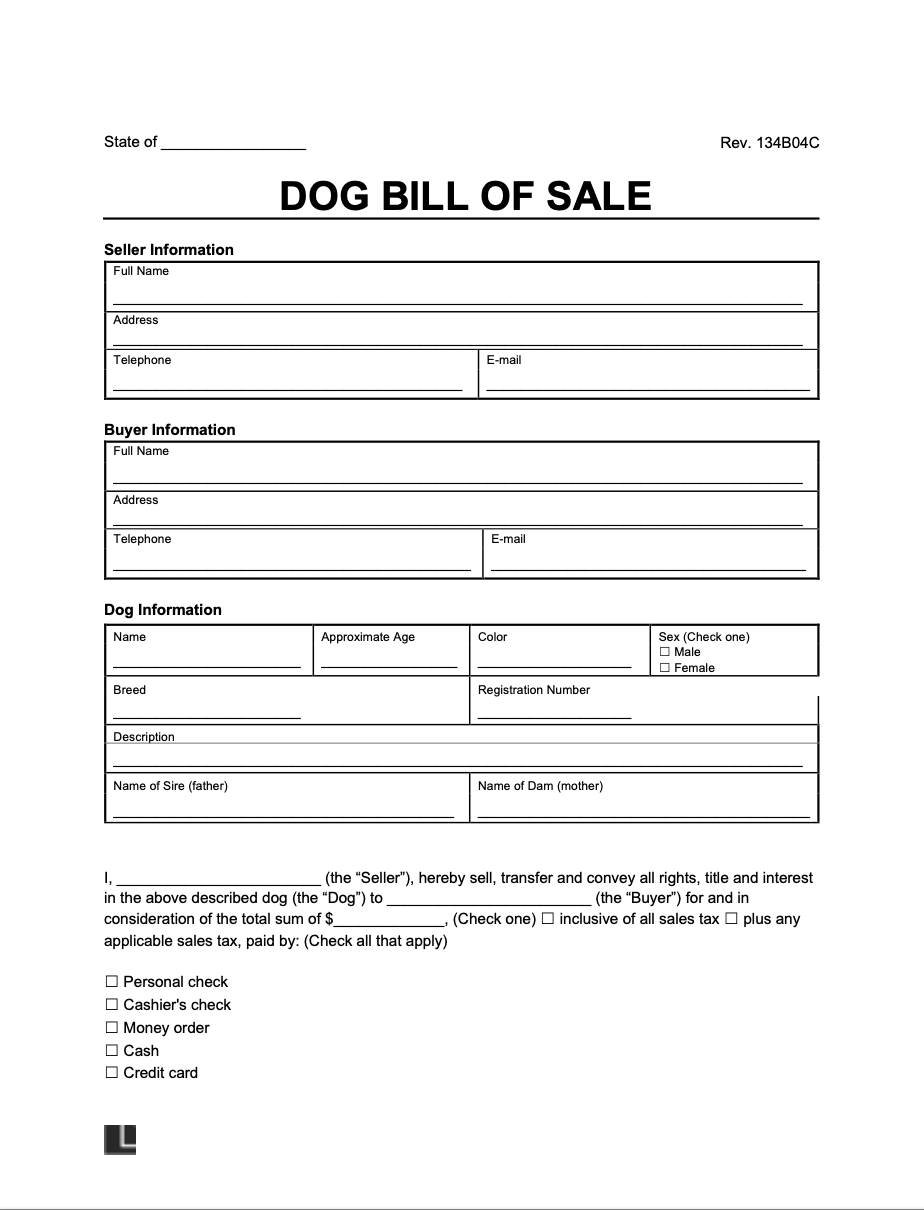 State of _________________ Rev. 134B04C
DOG BILL OF SALE
Seller Information
Full Name
Address
Telephone E-mail
Buyer Information
Full Name
Address
Telephone E-mail
Dog Information
Name Approximate Age Color Sex (Check one)
☐ Male
☐ Female
Breed Registration Number
Description
Name of Sire (father) Name of Dam (mother)
I, ________________________ (the “Seller”), hereby sell, transfer and convey all rights, title and interest
in the above described dog (the “Dog”) to ________________________ (the “Buyer”) for and in
consideration of the total sum of $_____________, (Check one) ☐ inclusive of all sales tax ☐ plus any
applicable sales tax, paid by: (Check all that apply)
☐ Personal check
☐ Cashier's check
☐ Money order
☐ Cash
☐ Credit card